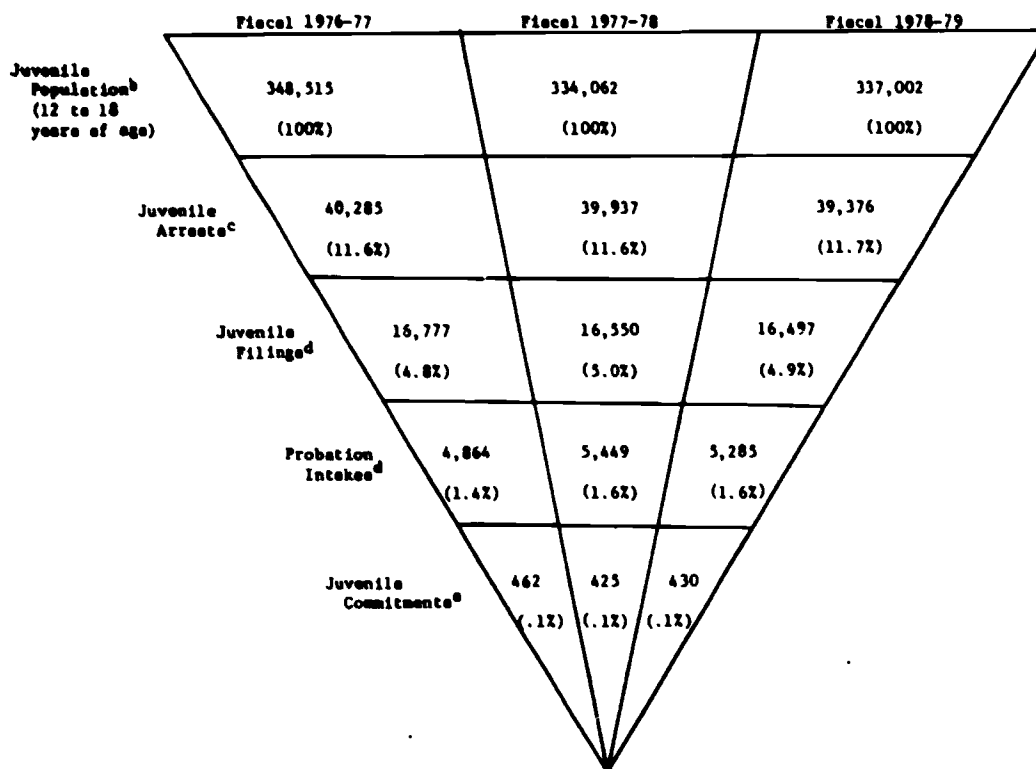 Fiscal 1976-77 Fiscal 1977-78 Fiscal 1978-79
Juvenile
Population^b
(12 to 18
years of age)
348,515 334,062 337,002
(100%) (100%) (100%)
Juvenile
Arrests^c
40,285 39,937 39,376
(11.6%) (11.6%) (11.7%)
Juvenile
Filings^d
16,777 16,550 16,497
(4.8%) (5.0%) (4.9%)
Probation
Intakes^d
4,864 5,449 5,285
(1.4%) (1.6%) (1.6%)
Juvenile
Commitments^e
462 425 430
(.1%) (.1%) (.1%)